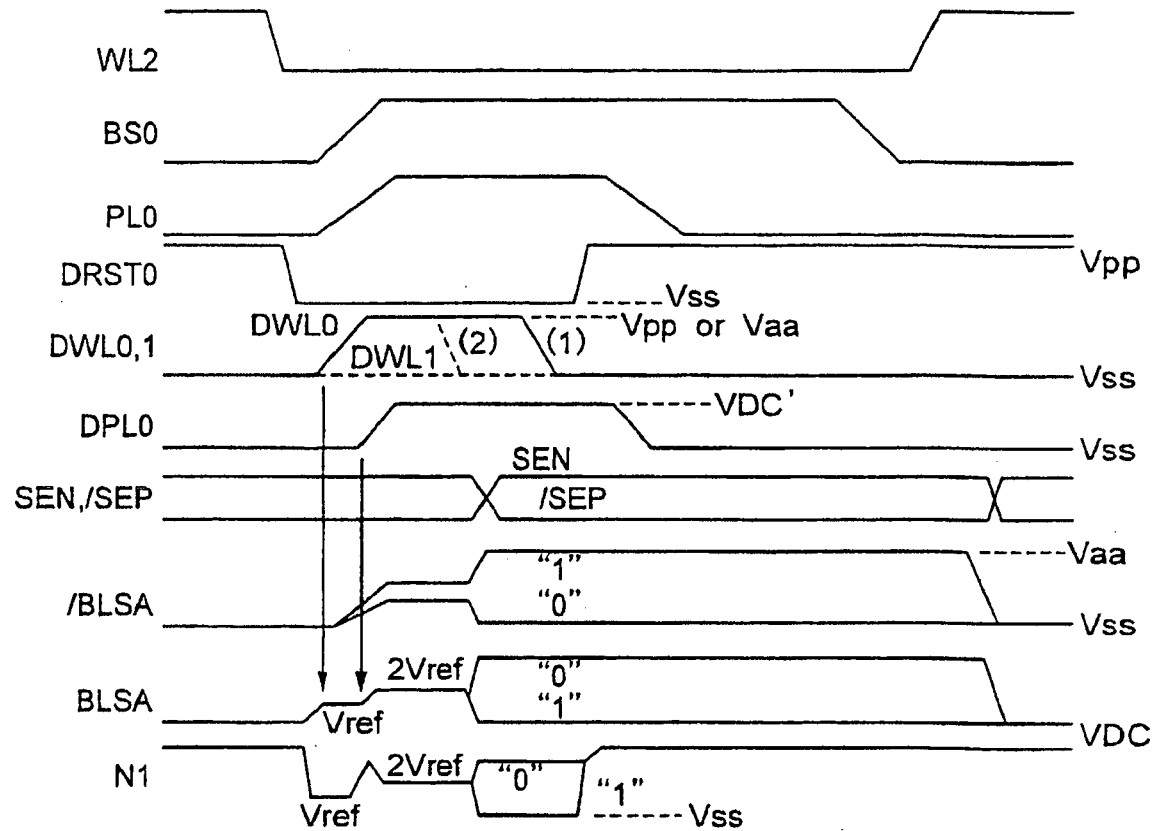 WL2
BS0
PL0
DRST0
Vpp
Vss
DWL0
DWL0,1
DWL1
(2)
(1)
Vpp or Vaa
Vss
DPL0
VDC'
Vss
SEN,/SEP
SEN
/SEP
/BLSA
“1”
“0”
Vaa
Vss
BLSA
Vref
2Vref
“0”
“1”
VDC
N1
Vref
2Vref
“0”
“1”
Vss